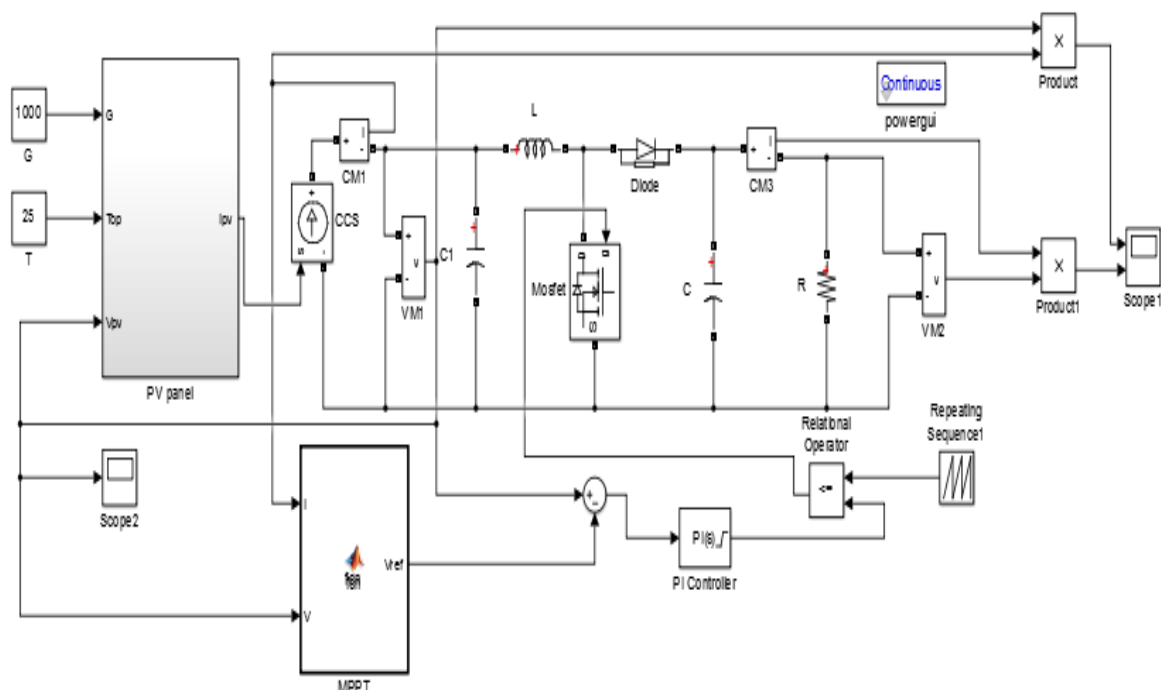 Product
Continuous
powergui
1000
G
G
L
CM1
Diode
CM3
25
T
Top
Ipv
CCS
C1
v
VM1
Mosfet
C
R
v
VM2
Product1
Scope1
Vpv
PV panel
Relational
Operator
Repeating
Sequence1
Scope2
I
<=
PI(s)
PI Controller
Vref
V
MPPT